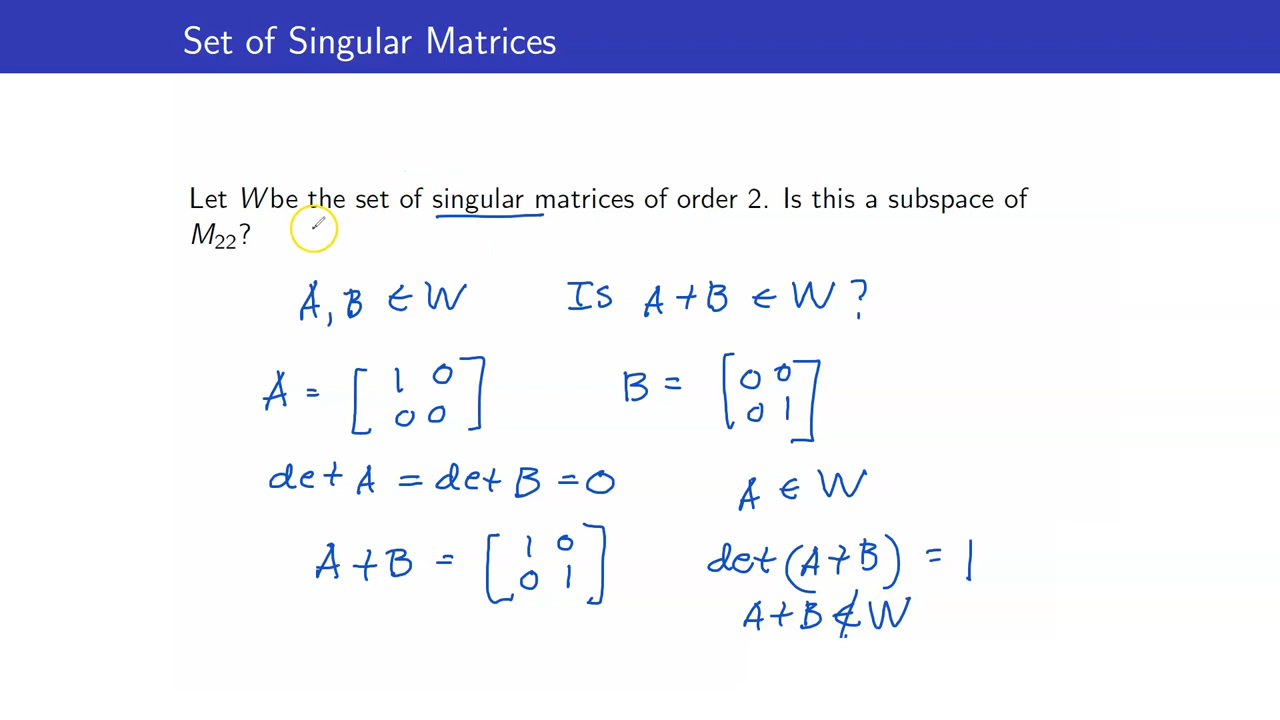 Set of Singular Matrices
Let W be the set of singular matrices of order 2. Is this a subspace of
M₂₂?
A, B ∈ W    Is A + B ∈ W?
A = [ 1 0    B = [ 0 0
0 0 ]    0 1 ]
det A = det B = 0    A ∈ W
A + B = [ 1 0    det (A + B) = 1
0 1 ]    A + B ∉ W